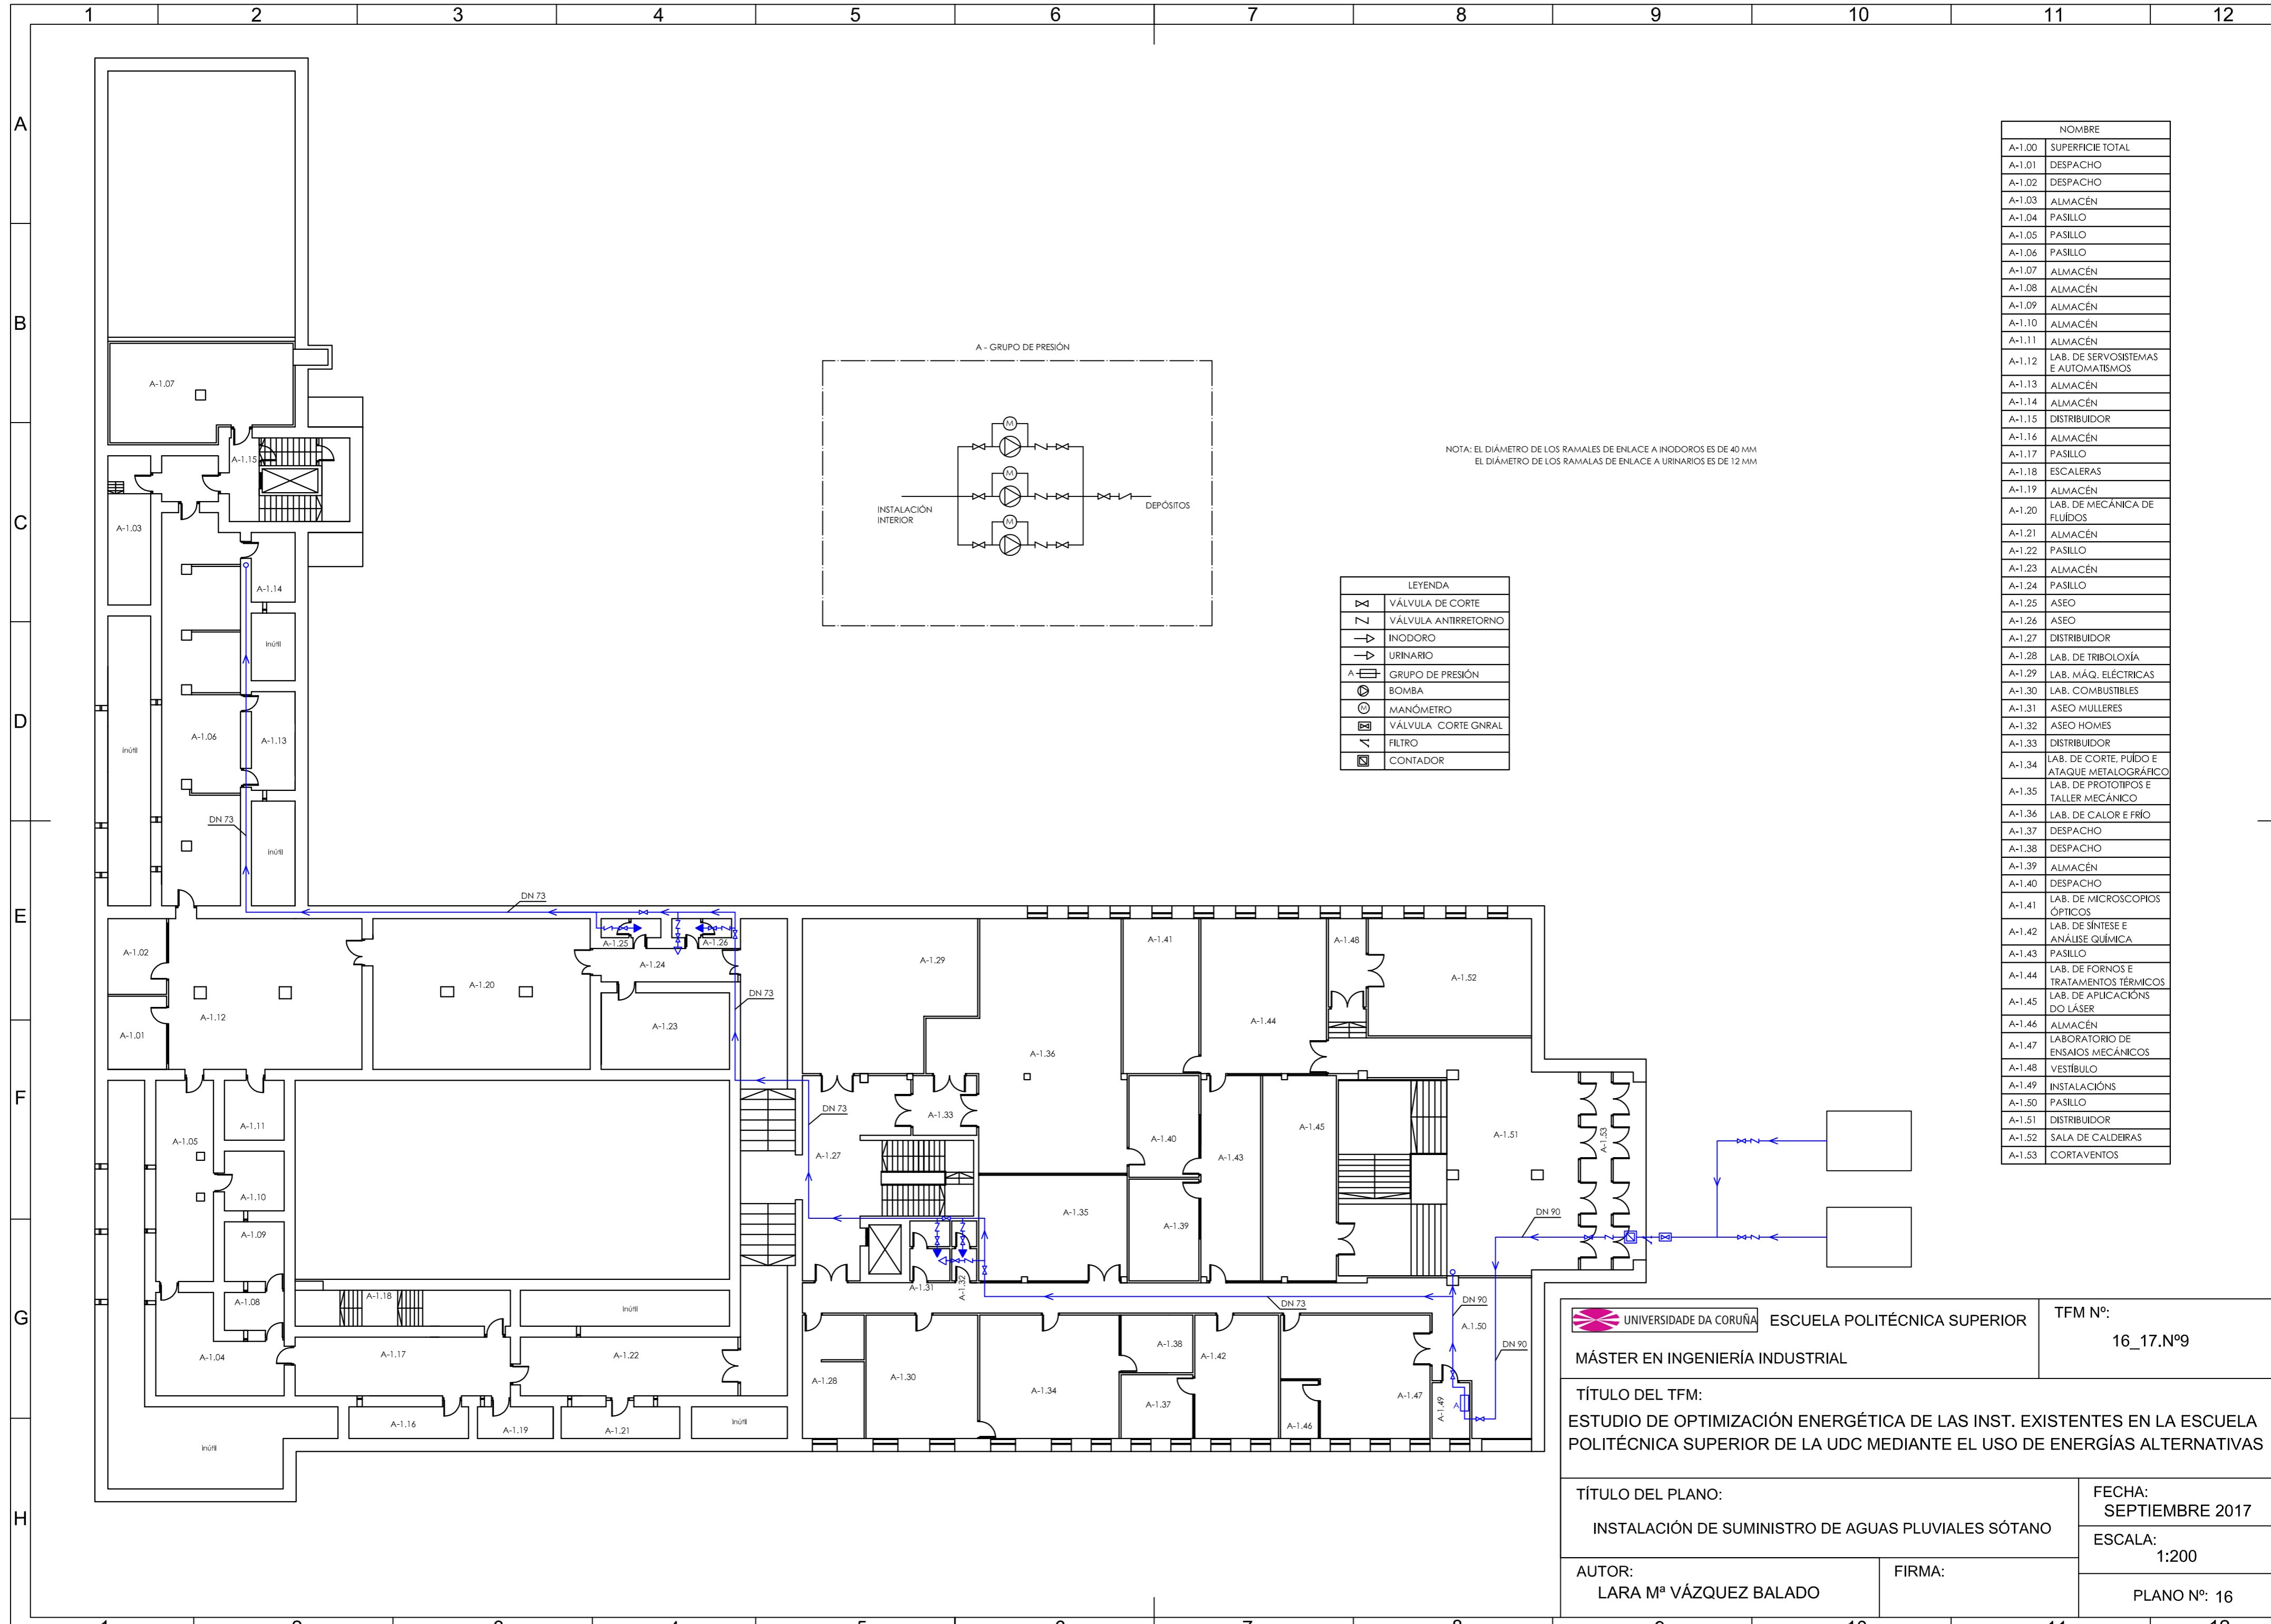 1 2 3 4 5 6 7 8 9 10 11 12
A
B
C
D
E
F
G
H
A - GRUPO DE PRESIÓN
M
M
M
INSTALACIÓN
INTERIOR
DEPÓSITOS
NOTA: EL DIÁMETRO DE LOS RAMALES DE ENLACE A INODOROS ES DE 40 MM
EL DIÁMETRO DE LOS RAMALAS DE ENLACE A URINARIOS ES DE 12 MM
LEYENDA
VÁLVULA DE CORTE
VÁLVULA ANTIRRETORNO
INODORO
URINARIO
A GRUPO DE PRESIÓN
BOMBA
M MANÓMETRO
VÁLVULA CORTE GNRAL
FILTRO
CONTADOR
NOMBRE
A-1.00 SUPERFICIE TOTAL
A-1.01 DESPACHO
A-1.02 DESPACHO
A-1.03 ALMACÉN
A-1.04 PASILLO
A-1.05 PASILLO
A-1.06 PASILLO
A-1.07 ALMACÉN
A-1.08 ALMACÉN
A-1.09 ALMACÉN
A-1.10 ALMACÉN
A-1.11 ALMACÉN
A-1.12 LAB. DE SERVOSISTEMAS
E AUTOMATISMOS
A-1.13 ALMACÉN
A-1.14 ALMACÉN
A-1.15 DISTRIBUIDOR
A-1.16 ALMACÉN
A-1.17 PASILLO
A-1.18 ESCALERAS
A-1.19 ALMACÉN
A-1.20 LAB. DE MECÁNICA DE
FLUÍDOS
A-1.21 ALMACÉN
A-1.22 PASILLO
A-1.23 ALMACÉN
A-1.24 PASILLO
A-1.25 ASEO
A-1.26 ASEO
A-1.27 DISTRIBUIDOR
A-1.28 LAB. DE TRIBOLOXÍA
A-1.29 LAB. MÁQ. ELÉCTRICAS
A-1.30 LAB. COMBUSTIBLES
A-1.31 ASEO MULLERES
A-1.32 ASEO HOMES
A-1.33 DISTRIBUIDOR
A-1.34 LAB. DE CORTE, PUÍDO E
ATAQUE METALOGRÁFICO
A-1.35 LAB. DE PROTOTIPOS E
TALLER MECÁNICO
A-1.36 LAB. DE CALOR E FRÍO
A-1.37 DESPACHO
A-1.38 DESPACHO
A-1.39 ALMACÉN
A-1.40 DESPACHO
A-1.41 LAB. DE MICROSCOPIOS
ÓPTICOS
A-1.42 LAB. DE SÍNTESE E
ANÁLISE QUÍMICA
A-1.43 PASILLO
A-1.44 LAB. DE FORNOS E
TRATAMENTOS TÉRMICOS
A-1.45 LAB. DE APLICACIÓNS
DO LÁSER
A-1.46 ALMACÉN
A-1.47 LABORATORIO DE
ENSAIOS MECÁNICOS
A-1.48 VESTÍBULO
A-1.49 INSTALACIÓNS
A-1.50 PASILLO
A-1.51 DISTRIBUIDOR
A-1.52 SALA DE CALDEIRAS
A-1.53 CORTAVENTOS
A-1.07
A-1.15
A-1.03
A-1.14
Inútil
A-1.06
A-1.13
Inútil
DN 73
Inútil
DN 73
A-1.02
A-1.25
A-1.26
A-1.24
A-1.20
A-1.12
A-1.01
A-1.23
DN 73
A-1.29
A-1.41
A-1.48
A-1.52
A-1.44
A-1.36
A-1.05
A-1.11
DN 73
A-1.33
A-1.40
A-1.45
A-1.51
A-1.53
A-1.27
A-1.43
A-1.10
A-1.09
A-1.35
A-1.39
DN 90
A-1.08
A-1.18
Inútil
A-1.31
A-1.32
DN 73
DN 90
A.1.50
DN 90
A-1.04
A-1.17
A-1.22
A-1.28
A-1.30
A-1.34
A-1.38
A-1.42
A-1.37
A-1.47
A-1.49
A
A-1.46
A-1.16
A-1.19
A-1.21
Inútil
Inútil
UNIVERSIDADE DA CORUÑA ESCUELA POLITÉCNICA SUPERIOR
MÁSTER EN INGENIERÍA INDUSTRIAL
TFM Nº:
16_17.Nº9
TÍTULO DEL TFM:
ESTUDIO DE OPTIMIZACIÓN ENERGÉTICA DE LAS INST. EXISTENTES EN LA ESCUELA
POLITÉCNICA SUPERIOR DE LA UDC MEDIANTE EL USO DE ENERGÍAS ALTERNATIVAS
TÍTULO DEL PLANO:
INSTALACIÓN DE SUMINISTRO DE AGUAS PLUVIALES SÓTANO
FECHA:
SEPTIEMBRE 2017
ESCALA:
1:200
AUTOR:
LARA Mª VÁZQUEZ BALADO
FIRMA:
PLANO Nº: 16